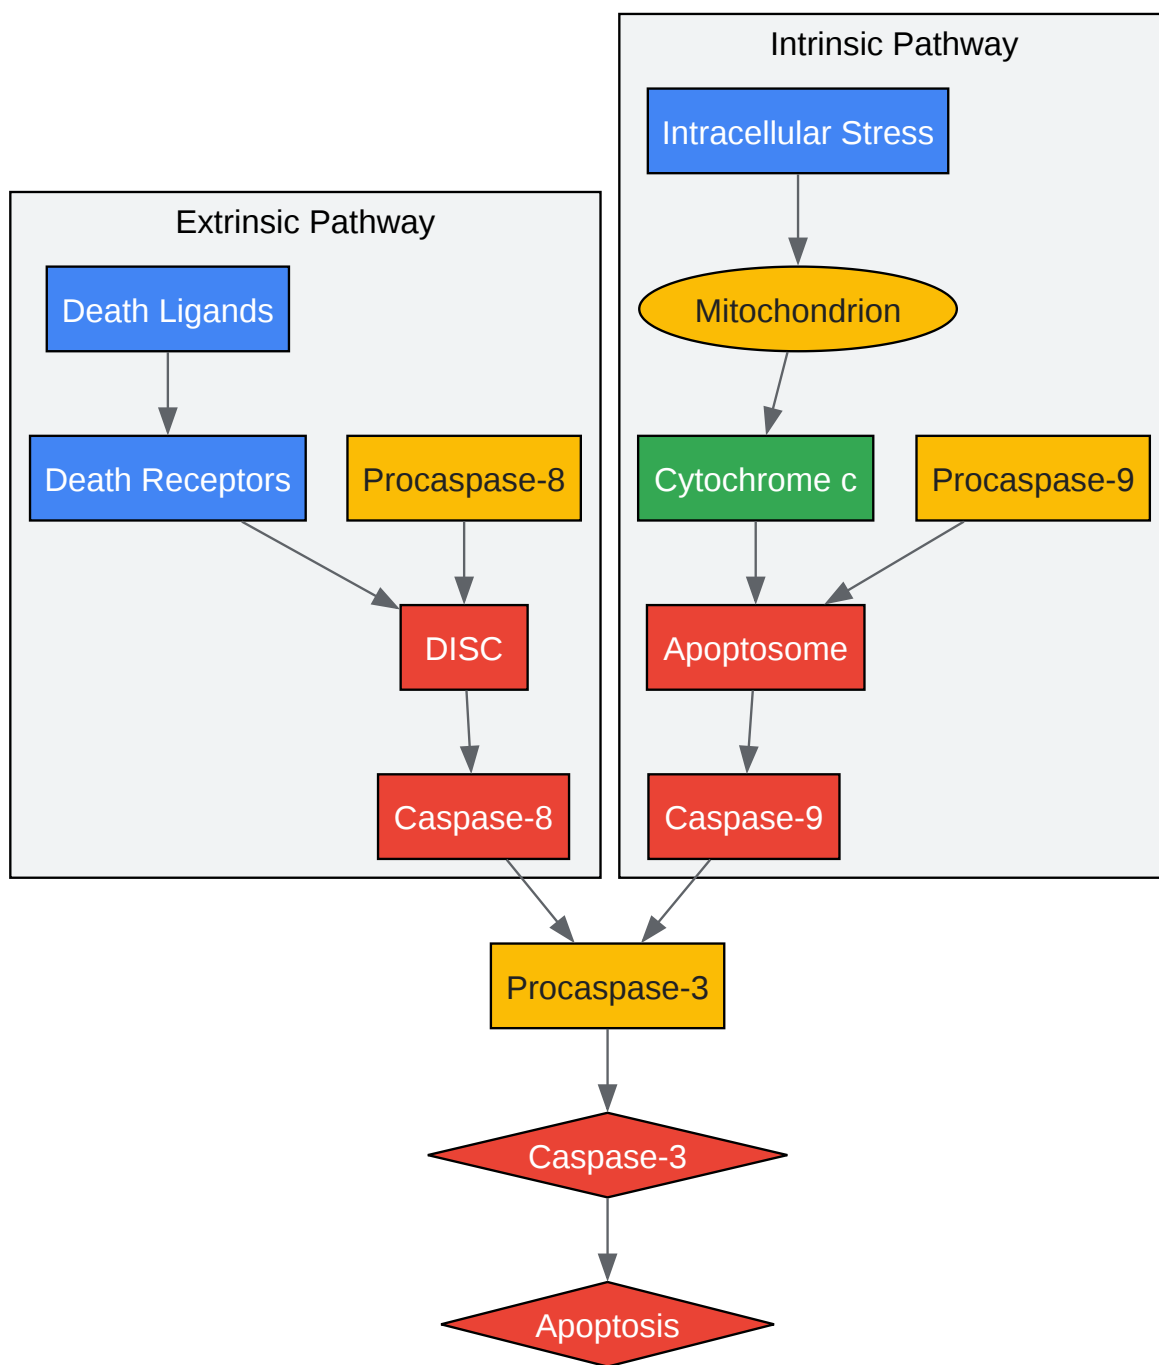 Intrinsic Pathway
Intracellular Stress
Extrinsic Pathway
Death Ligands
Mitochondrion
Death Receptors
Procaspase-8
Cytochrome c
Procaspase-9
DISC
Apoptosome
Caspase-8
Caspase-9
Procaspase-3
Caspase-3
Apoptosis